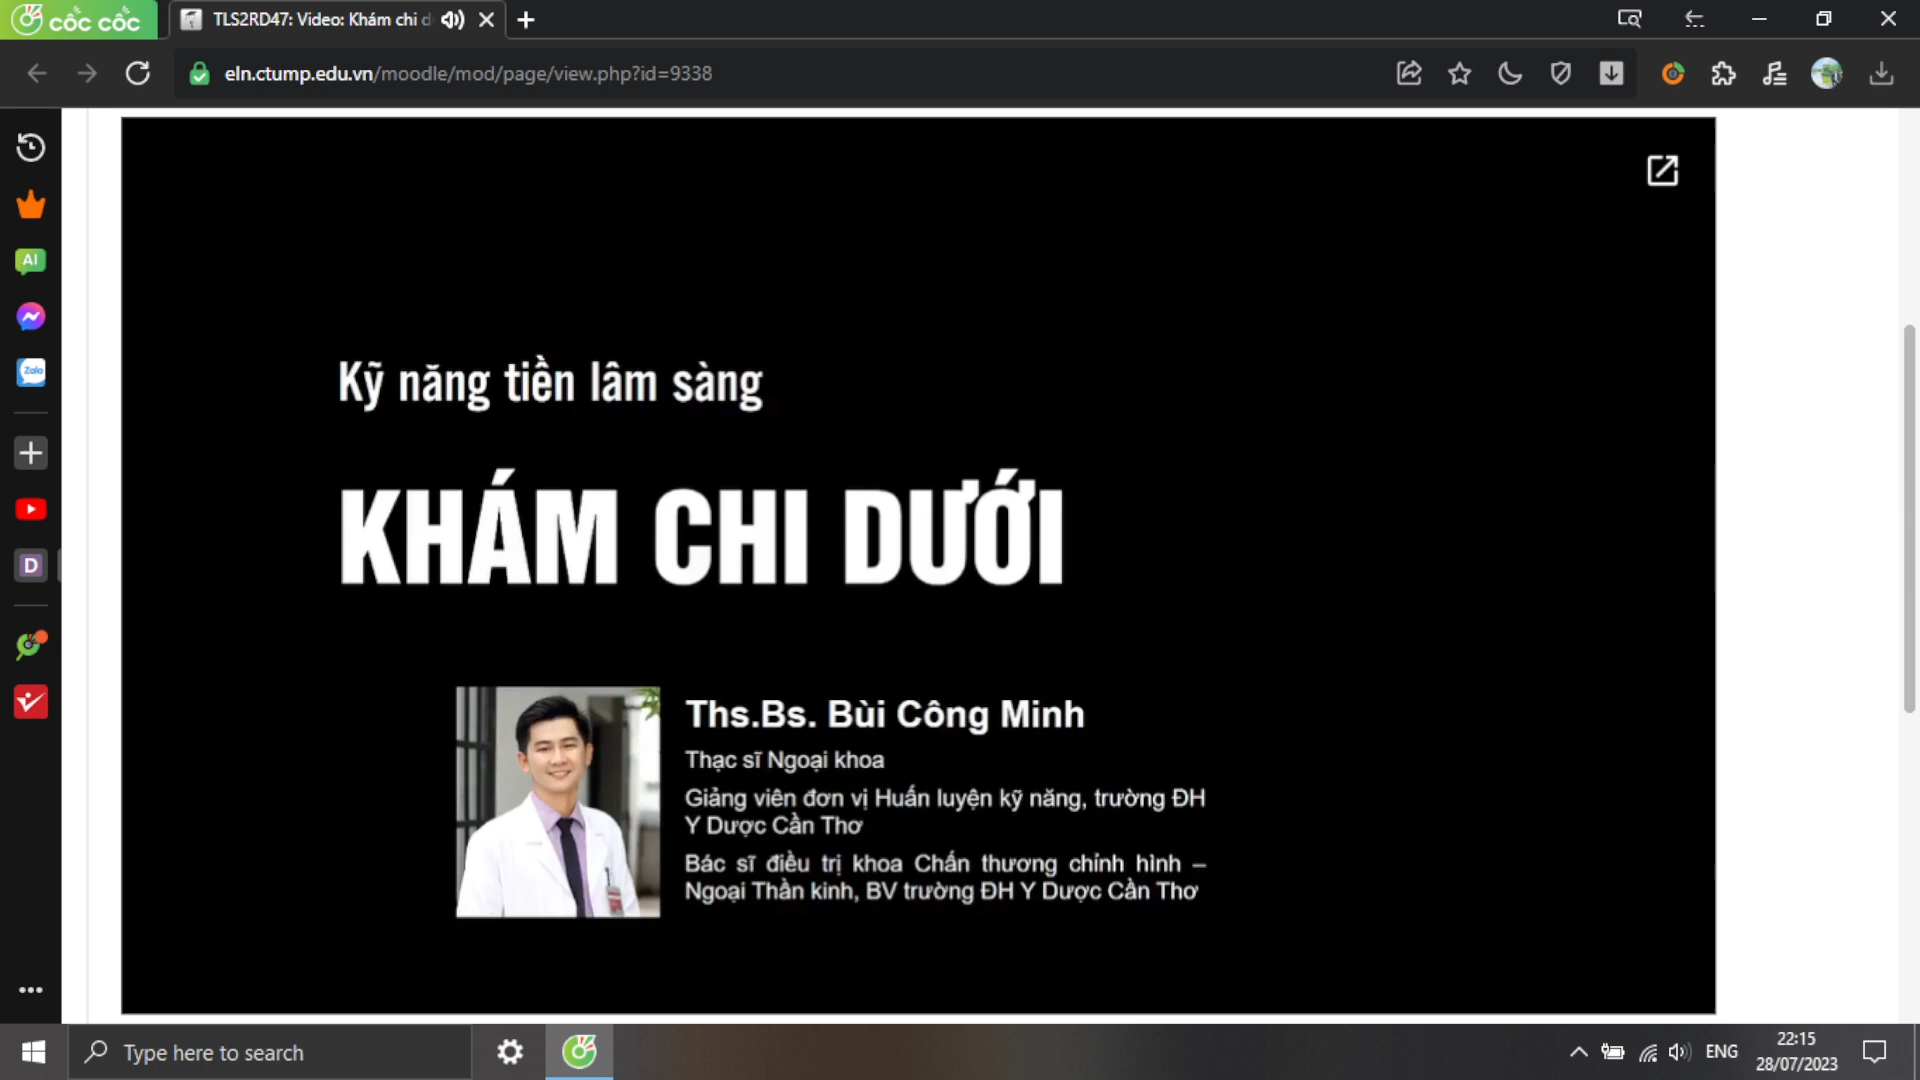 cốc cốc
TLS2RD47: Video: Khám chi d
eln.ctump.edu.vn/moodle/mod/page/view.php?id=9338
AI
Zalo
D
Kỹ năng tiền lâm sàng
KHÁM CHI DƯỚI
Ths.Bs. Bùi Công Minh
Thạc sĩ Ngoại khoa
Giảng viên đơn vị Huấn luyện kỹ năng, trường ĐH
Y Dược Cần Thơ
Bác sĩ điều trị khoa Chấn thương chỉnh hình –
Ngoại Thần kinh, BV trường ĐH Y Dược Cần Thơ
Type here to search
ENG
22:15
28/07/2023